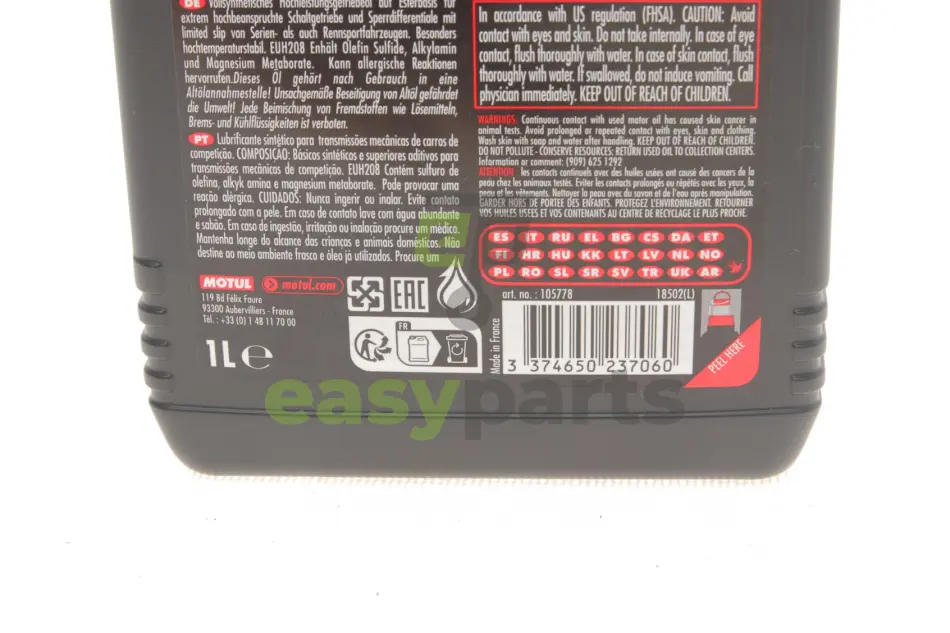 DE Vollsynthetisches Hochleistungsgetriebeöl auf Esterbasis für
extrem hochbeanspruchte Schaltgetriebe und Sperrdifferentiale mit
limited slip von Serien- als auch Rennsportfahrzeugen. Besonders
hochtemperaturstabil. EUH208 Enhält Olefin Sulfide, Alkylamin
und Magnesium Metaborate. Kann allergische Reaktionen
hervorrufen.Dieses Öl gehört nach Gebrauch in eine
Altölannahmestelle! Unsachgemäße Beseitigung von Altöl gefährdet
die Umwelt! Jede Beimischung von Fremdstoffen wie Lösemitteln,
Brems- und Kühlflüssigkeiten ist verboten.
PT Lubrificante sintético para transmissões mecânicas de carros de
competição. COMPOSICAO: Básicos sintéticos e superiores aditivos para
transmissões mecânicas de competição. EUH208 Contém sulfuro de
olefina, alkyk amina e magnesium metaborate. Pode provocar uma
reação alérgica. CUIDADOS: Nunca ingerir ou inalar. Evite contato
prolongado com a pele. Em caso de contato lave com água abundante
e sabão. Em caso de ingestão, irritação ou inalação procure um médico.
Mantenha longe do alcance das crianças e animais domésticos. Não
destine ao meio ambiente frasco e óleo já utilizados. Procure um
MOTUL motul.com
119 Bd Félix Faure
93300 Aubervilliers - France
Tél. : +33 (0) 1 48 11 70 00
1L e
EAC
FR
In accordance with US regulation (FHSA). CAUTION: Avoid
contact with eyes and skin. Do not take internally. In case of eye
contact, flush thoroughly with water. In case of skin contact, flush
thoroughly with water. If swallowed, do not induce vomiting. Call
physician immediately. KEEP OUT OF REACH OF CHILDREN.
WARNINGS: Continuous contact with used motor oil has caused skin cancer in
animal tests. Avoid prolonged or repeated contact with eyes, skin and clothing.
Wash skin with soap and water after handling. KEEP OUT OF REACH OF CHILDREN.
DO NOT POLLUTE - CONSERVE RESOURCES: RETURN USED OIL TO COLLECTION CENTERS.
Information or comment: (909) 625 1292
ATTENTION: les contacts continuels avec des huiles usées ont causé des cancers de la
peau chez les animaux testés. Eviter les contacts prolongés ou répétés avec les yeux, la
peau et les vêtements. Nettoyer la peau avec du savon et de l'eau après manipulation.
GARDER HORS DE PORTEE DES ENFANTS. PROTEGEZ L'ENVIRONNEMENT. RETOURNER
VOS HUILES USEES ET VOS CONTENANTS AU CENTRE DE RECYCLAGE LE PLUS PROCHE.
ES IT RU EL BG CS DA ET
FI HR HU KK LT LV NL NO
PL RO SL SR SV TR UK AR
art. no. : 105778 18502(L)
Made in France
3 374650 237060
PEEL HERE
easyparts